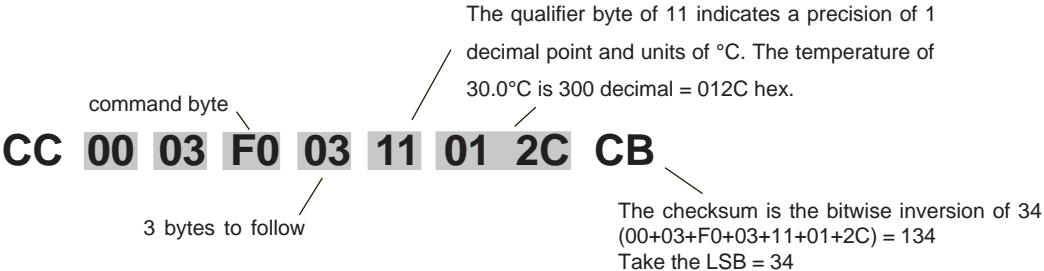 The qualifier byte of 11 indicates a precision of 1
decimal point and units of °C. The temperature of
30.0°C is 300 decimal = 012C hex.
command byte
CC 00 03 F0 03 11 01 2C CB
3 bytes to follow
The checksum is the bitwise inversion of 34
(00+03+F0+03+11+01+2C) = 134
Take the LSB = 34